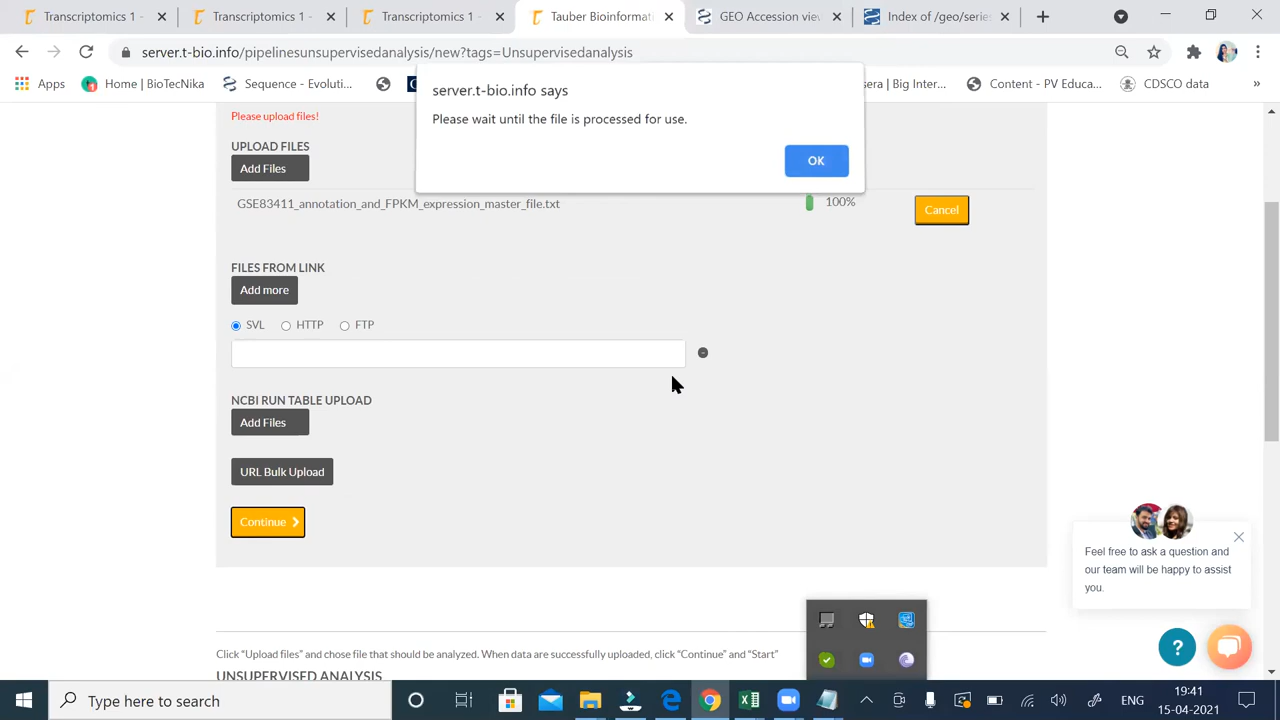 Transcriptomics 1 -
Transcriptomics 1 -
Transcriptomics 1 -
Tauber Bioinformati
GEO Accession view
Index of /geo/serie
server.t-bio.info/pipelinesunsupervisedanalysis/new?tags=Unsupervisedanalysis
Apps
Home | BioTecNika
Sequence - Evoluti...
sera | Big Inter...
Content - PV Educa...
CDSCO data
»
server.t-bio.info says
Please wait until the file is processed for use.
OK
Please upload files!
UPLOAD FILES
Add Files
GSE83411_annotation_and_FPKM_expression_master_file.txt
100%
Cancel
FILES FROM LINK
Add more
SVL
HTTP
FTP
NCBI RUN TABLE UPLOAD
Add Files
URL Bulk Upload
Continue
Feel free to ask a question and
our team will be happy to assist
you.
?
Click “Upload files” and chose file that should be analyzed. When data are successfully uploaded, click “Continue” and “Start”
UNSUPERVISED ANALYSIS
Type here to search
ENG
19:41
15-04-2021